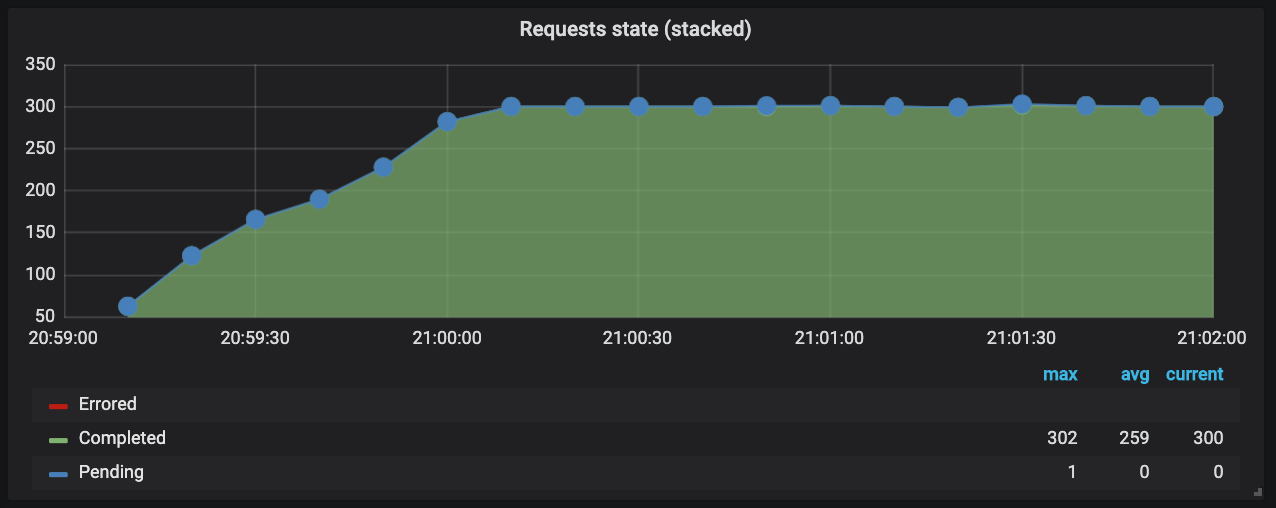 Requests state (stacked)
350
300
250
200
150
100
50
20:59:00 20:59:30 21:00:00 21:00:30 21:01:00 21:01:30 21:02:00
max avg current
Errored
Completed 302 259 300
Pending 1 0 0